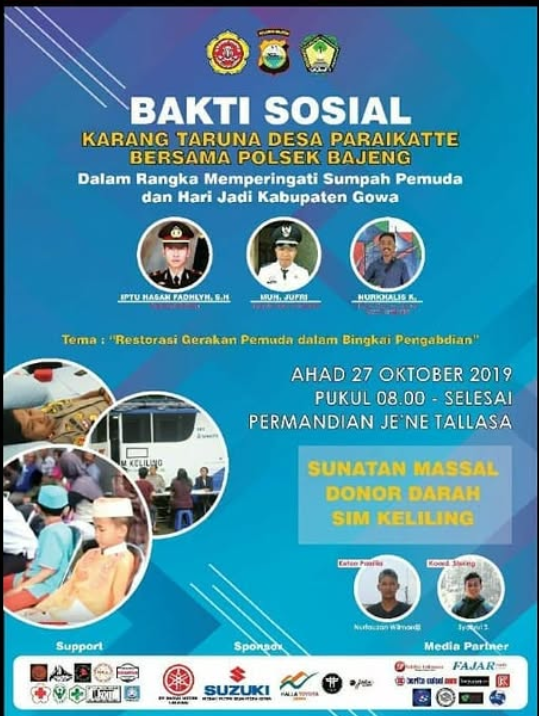 BAKTI SOSIAL
KARANG TARUNA DESA PARAIKATTE
BERSAMA POLSEK BAJENG
Dalam Rangka Memperingati Sumpah Pemuda
dan Hari Jadi Kabupaten Gowa
IPTU HASAN FADHLYH, S.H
MUH. JUFRI
NURKHALIS K.
Tema : "Restorasi Gerakan Pemuda dalam Bingkai Pengabdian"
AHAD 27 OKTOBER 2019
PUKUL 08.00 - SELESAI
PERMANDIAN JE'NE TALLASA
M KELILING
SUNATAN MASSAL
DONOR DARAH
SIM KELILING
Ketua Panitia
Support
Sponsor
Media Partner
SUZUKI
KALLA TOYOTA
FAJAR